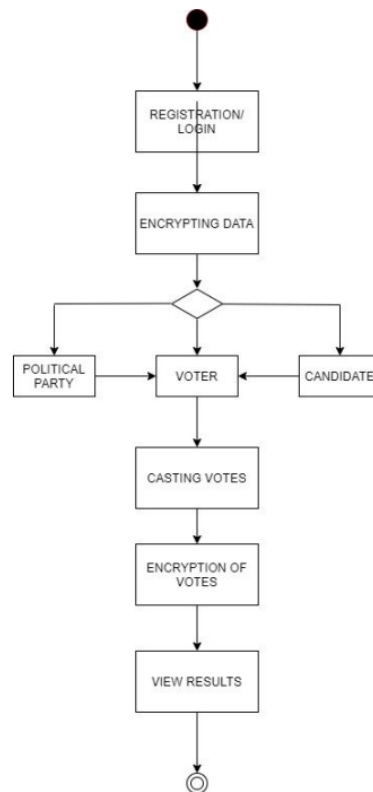 REGISTRATION/
LOGIN
ENCRYPTING DATA
POLITICAL
PARTY
VOTER
CANDIDATE
CASTING VOTES
ENCRYPTION OF
VOTES
VIEW RESULTS